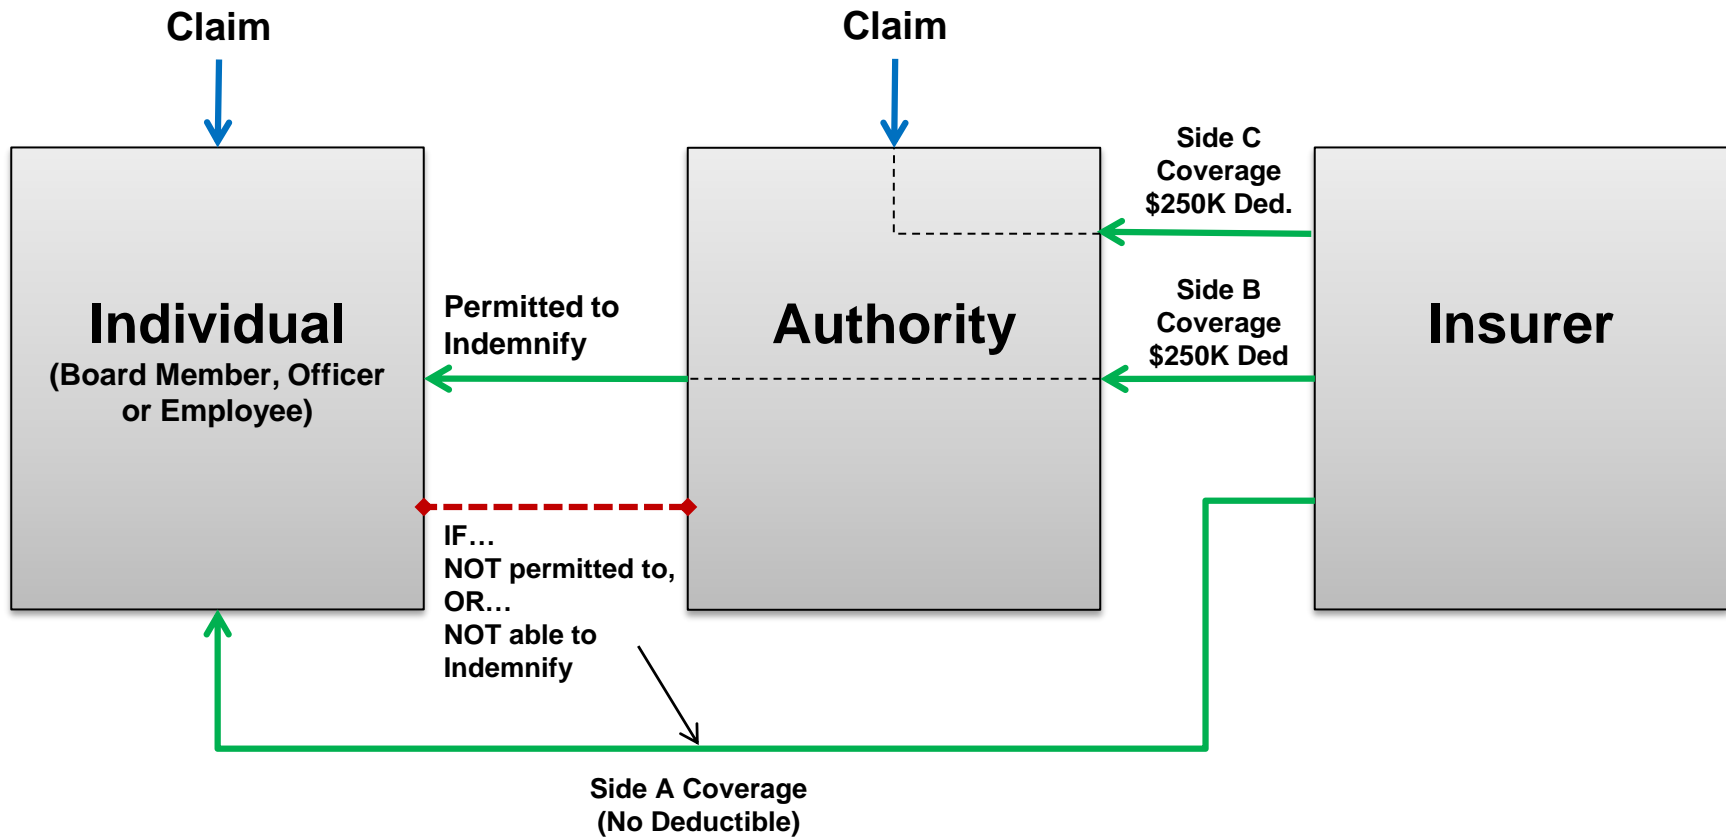 Claim
Claim
Individual
(Board Member, Officer
or Employee)
Permitted to
Indemnify
Authority
Side C
Coverage
$250K Ded.
Side B
Coverage
$250K Ded
Insurer
IF…
NOT permitted to,
OR…
NOT able to
Indemnify
Side A Coverage
(No Deductible)